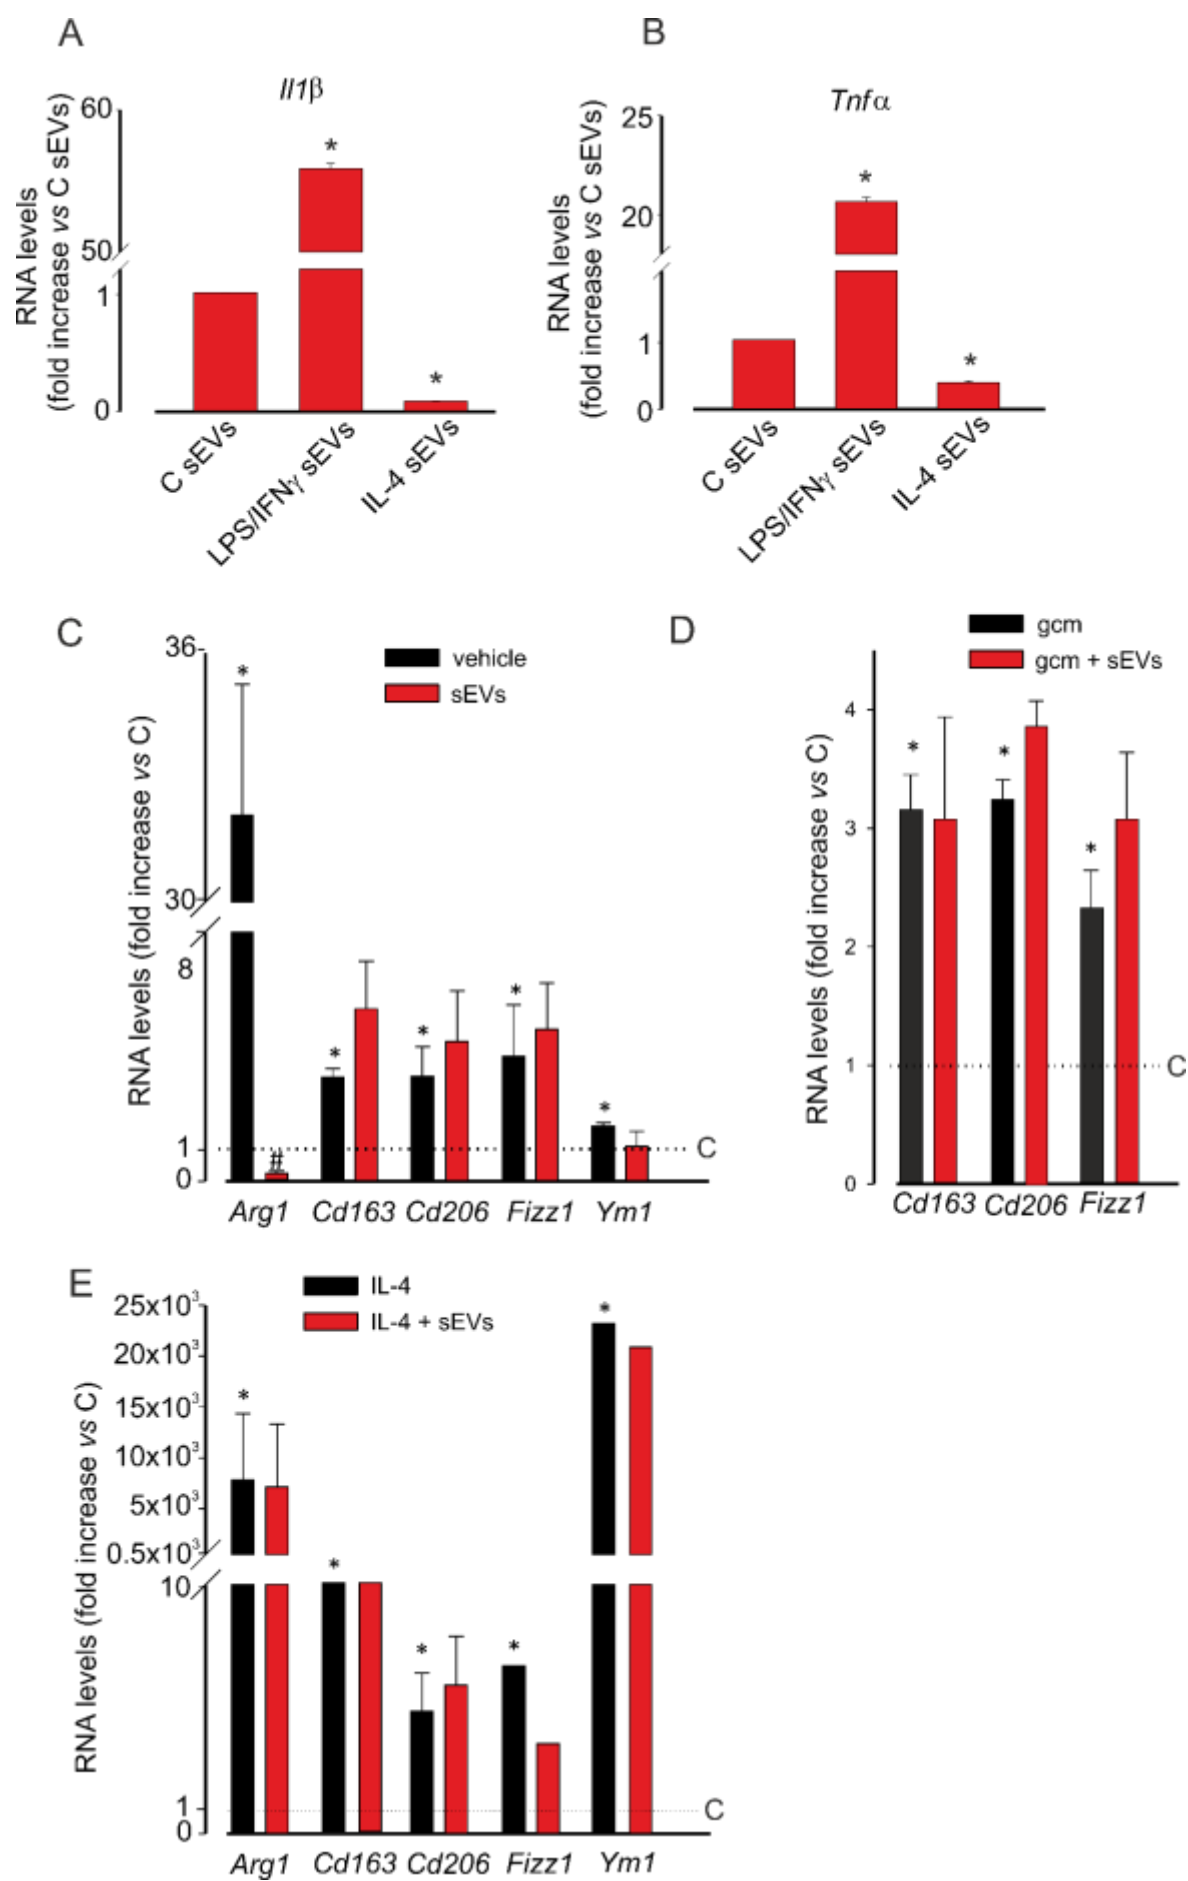 A
Il1β
RNA levels
(fold increase vs C sEVs)
60
50
1
0
*
*
C sEVs
LPS/IFNγ sEVs
IL-4 sEVs
B
Tnfα
RNA levels
(fold increase vs C sEVs)
25
20
1
0
*
*
C sEVs
LPS/IFNγ sEVs
IL-4 sEVs
C
vehicle
sEVs
RNA levels (fold increase vs C)
36
30
8
1
0
*
#
*
*
*
*
C
Arg1 Cd163 Cd206 Fizz1 Ym1
D
gcm
gcm + sEVs
RNA levels (fold increase vs C)
4
3
2
1
0
*
*
*
C
Cd163 Cd206 Fizz1
E
IL-4
IL-4 + sEVs
RNA levels (fold increase vs C)
25x10³
20x10³
15x10³
10x10³
5x10³
0.5x10³
10
1
0
*
*
*
*
*
C
Arg1 Cd163 Cd206 Fizz1 Ym1